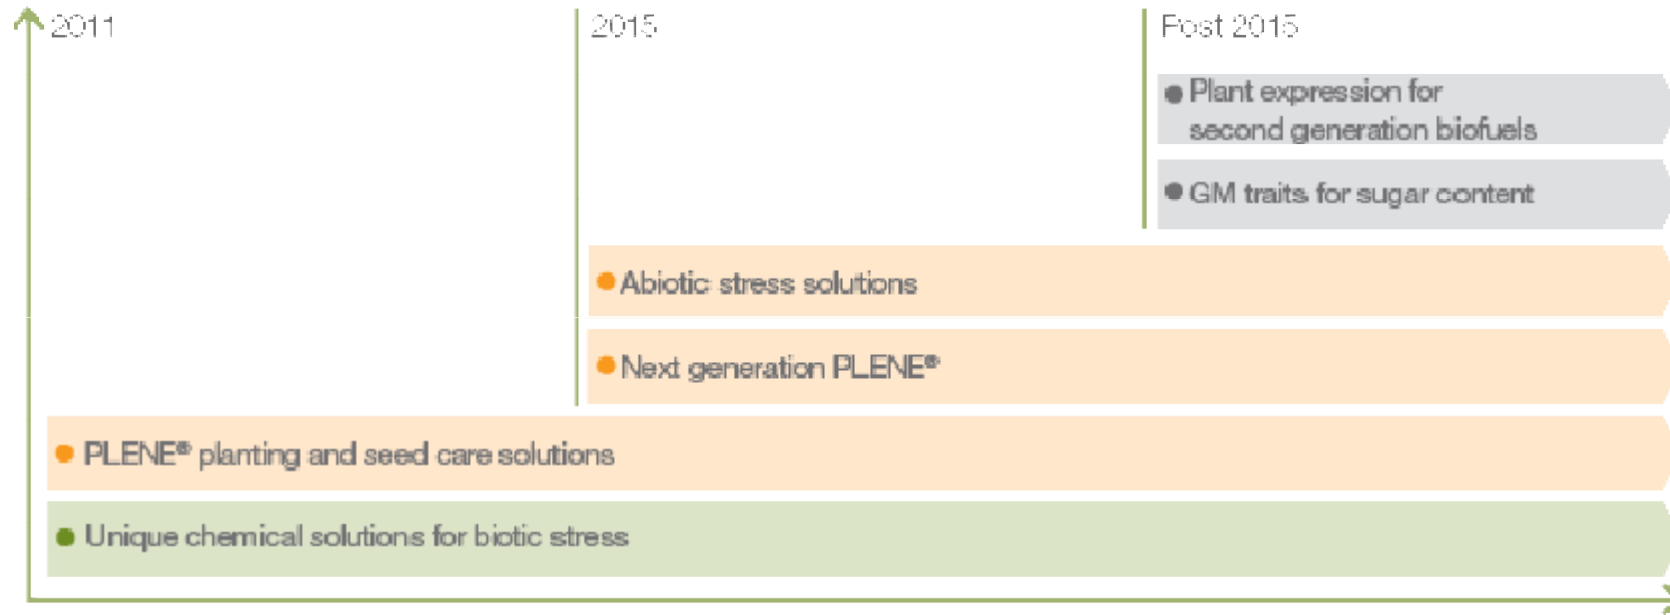 2011
2015
Post 2015
Plant expression for
second generation biofuels
GM traits for sugar content
Abiotic stress solutions
Next generation PLENE®
PLENE® planting and seed care solutions
Unique chemical solutions for biotic stress